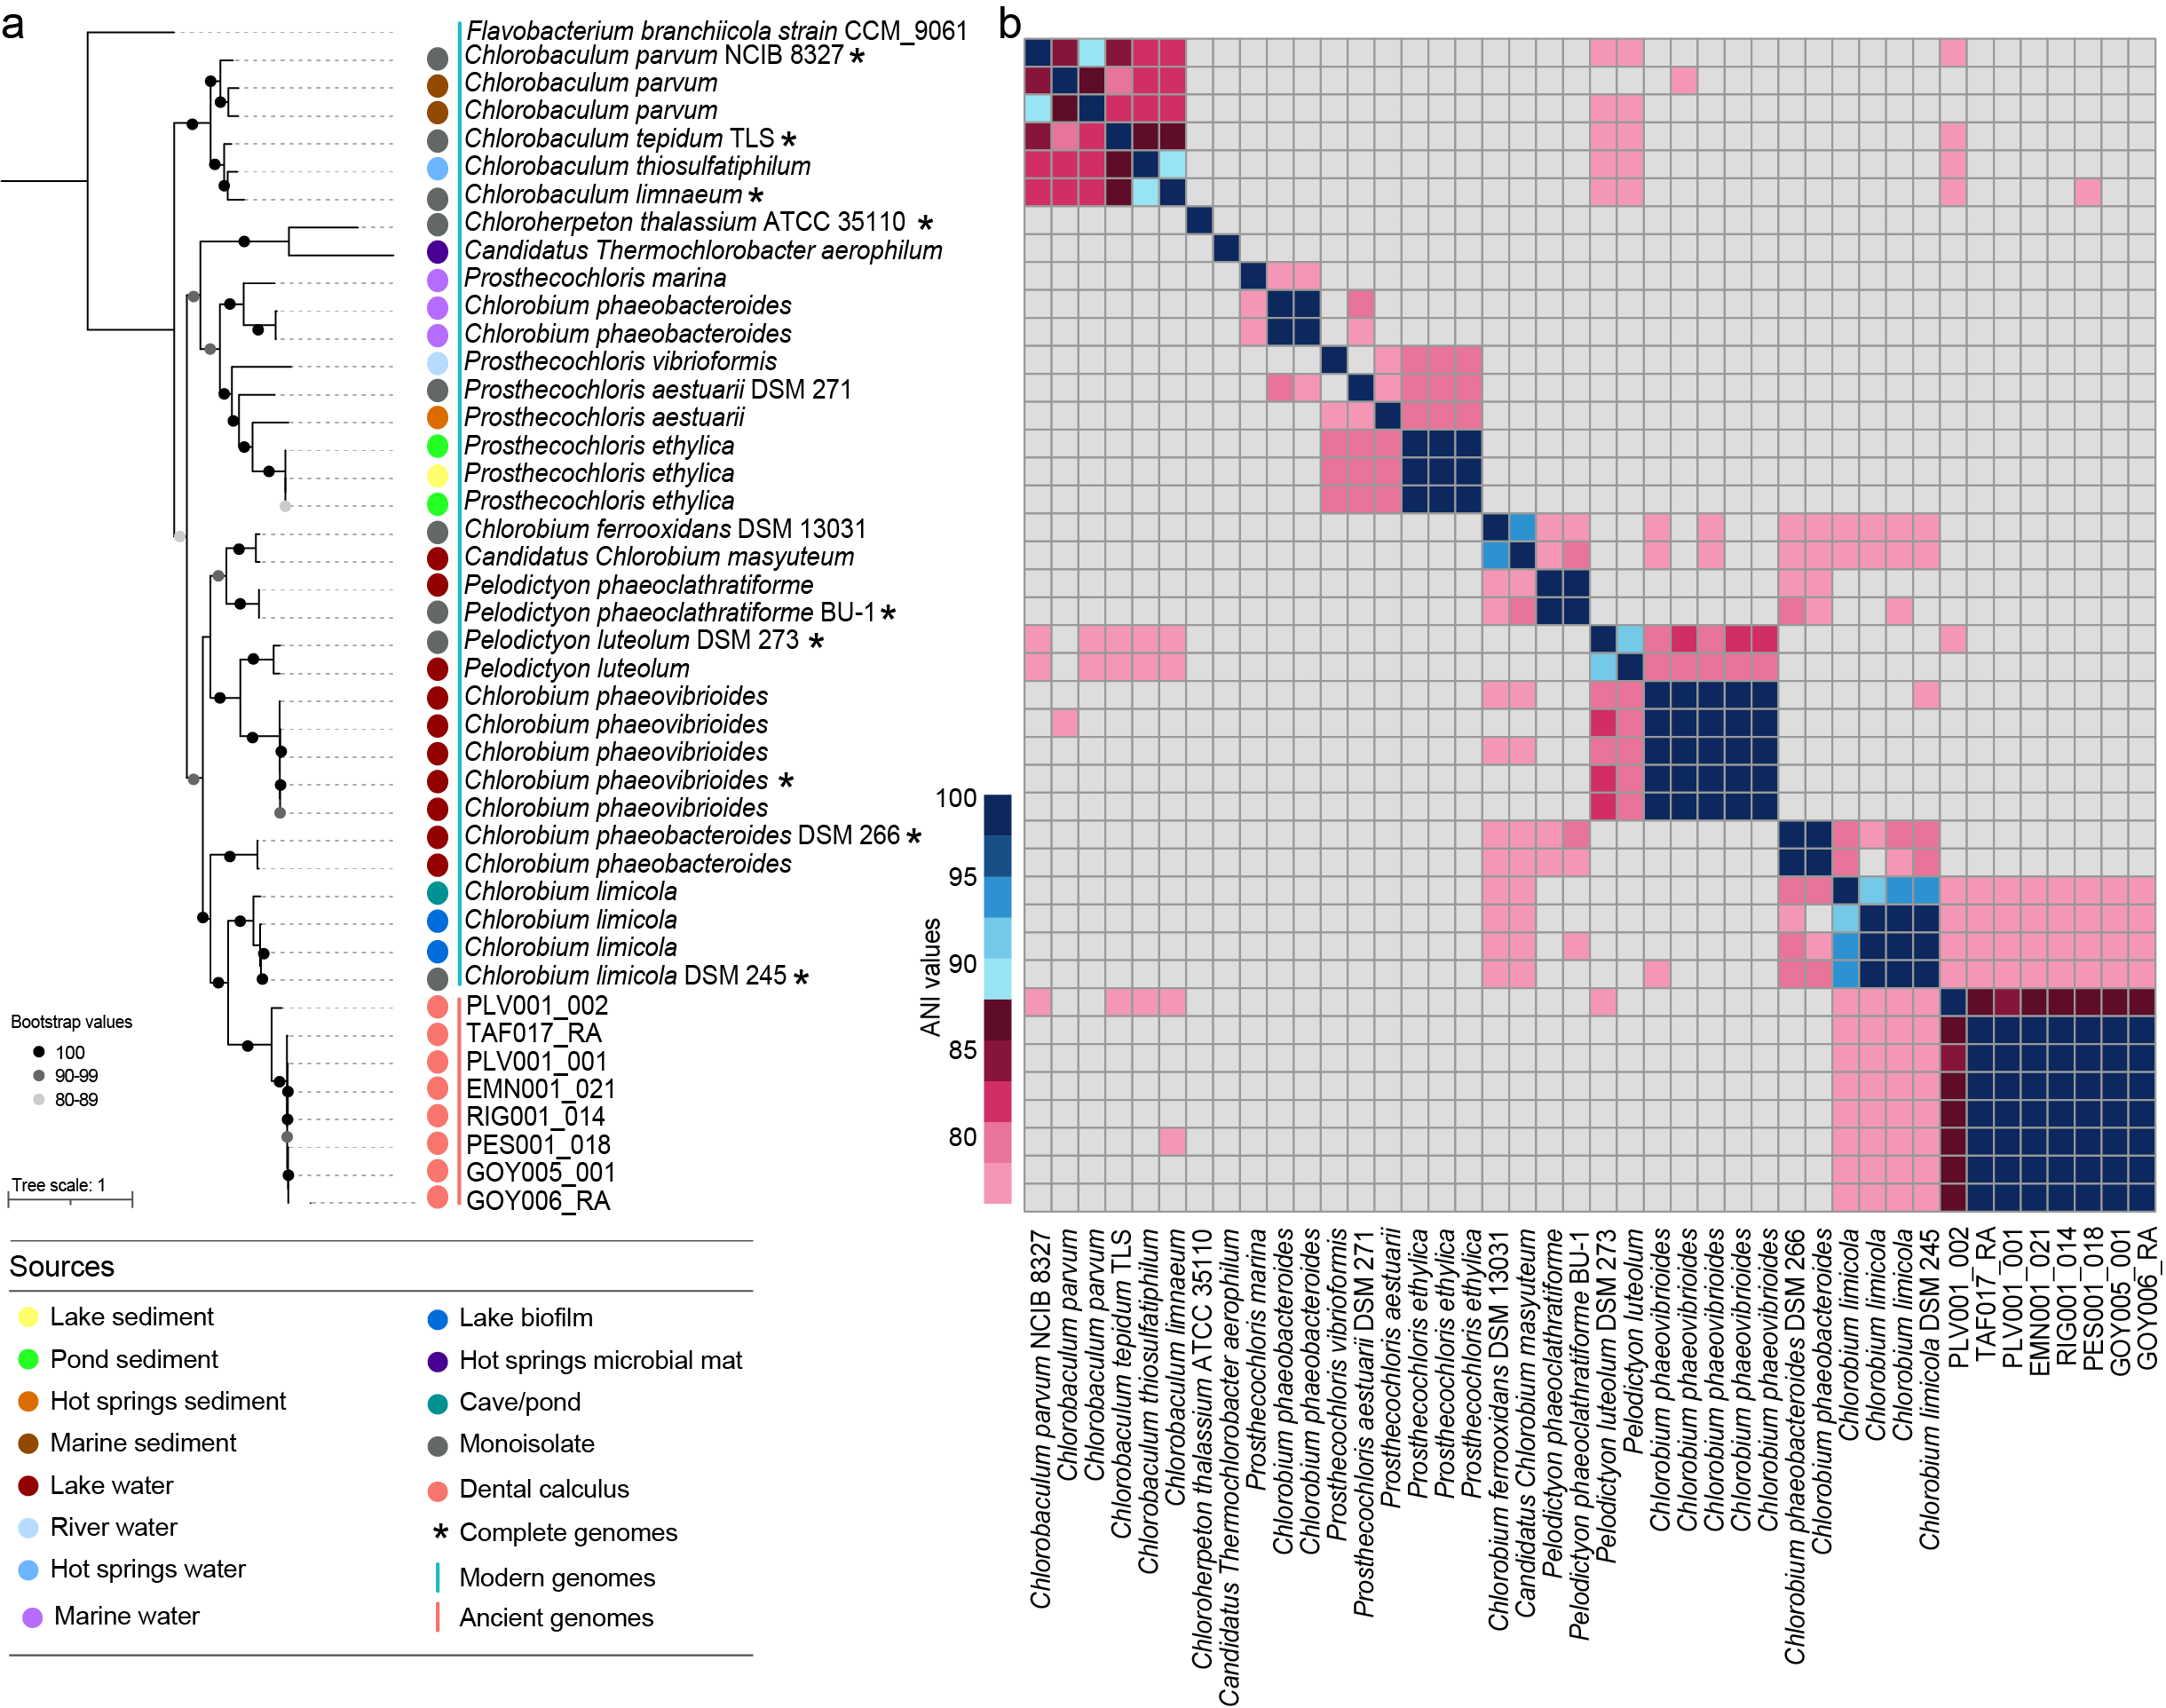 a
b
Flavobacterium branchiicola strain CCM_9061
Chlorobaculum parvum NCIB 8327 *
Chlorobaculum parvum
Chlorobaculum parvum
Chlorobaculum tepidum TLS *
Chlorobaculum thiosulfatiphilum
Chlorobaculum limnaeum *
Chloroherpeton thalassium ATCC 35110 *
Candidatus Thermochlorobacter aerophilum
Prosthecochloris marina
Chlorobium phaeobacteroides
Chlorobium phaeobacteroides
Prosthecochloris vibrioformis
Prosthecochloris aestuarii DSM 271
Prosthecochloris aestuarii
Prosthecochloris ethylica
Prosthecochloris ethylica
Prosthecochloris ethylica
Chlorobium ferrooxidans DSM 13031
Candidatus Chlorobium masyuteum
Pelodictyon phaeoclathratiforme
Pelodictyon phaeoclathratiforme BU-1 *
Pelodictyon luteolum DSM 273 *
Pelodictyon luteolum
Chlorobium phaeovibrioides
Chlorobium phaeovibrioides
Chlorobium phaeovibrioides
Chlorobium phaeovibrioides *
Chlorobium phaeovibrioides
Chlorobium phaeobacteroides DSM 266 *
Chlorobium phaeobacteroides
Chlorobium limicola
Chlorobium limicola
Chlorobium limicola
Chlorobium limicola DSM 245 *
PLV001_002
TAF017_RA
PLV001_001
EMN001_021
RIG001_014
PES001_018
GOY005_001
GOY006_RA
Bootstrap values
100
90-99
80-89
Tree scale: 1
ANI values
100
95
90
85
80
Chlorobaculum parvum NCIB 8327
Chlorobaculum parvum
Chlorobaculum parvum
Chlorobaculum tepidum TLS
Chlorobaculum thiosulfatiphilum
Chlorobaculum limnaeum
Chloroherpeton thalassium ATCC 35110
Candidatus Thermochlorobacter aerophilum
Prosthecochloris marina
Chlorobium phaeobacteroides
Chlorobium phaeobacteroides
Prosthecochloris vibrioformis
Prosthecochloris aestuarii DSM 271
Prosthecochloris aestuarii
Prosthecochloris ethylica
Prosthecochloris ethylica
Prosthecochloris ethylica
Chlorobium ferrooxidans DSM 13031
Candidatus Chlorobium masyuteum
Pelodictyon phaeoclathratiforme
Pelodictyon phaeoclathratiforme BU-1
Pelodictyon luteolum DSM 273
Pelodictyon luteolum
Chlorobium phaeovibrioides
Chlorobium phaeovibrioides
Chlorobium phaeovibrioides
Chlorobium phaeovibrioides
Chlorobium phaeovibrioides
Chlorobium phaeobacteroides DSM 266
Chlorobium phaeobacteroides
Chlorobium limicola
Chlorobium limicola
Chlorobium limicola
Chlorobium limicola DSM 245
PLV001_002
TAF017_RA
PLV001_001
EMN001_021
RIG001_014
PES001_018
GOY005_001
GOY006_RA
Sources
Lake sediment
Pond sediment
Hot springs sediment
Marine sediment
Lake water
River water
Hot springs water
Marine water
Lake biofilm
Hot springs microbial mat
Cave/pond
Monoisolate
Dental calculus
* Complete genomes
Modern genomes
Ancient genomes